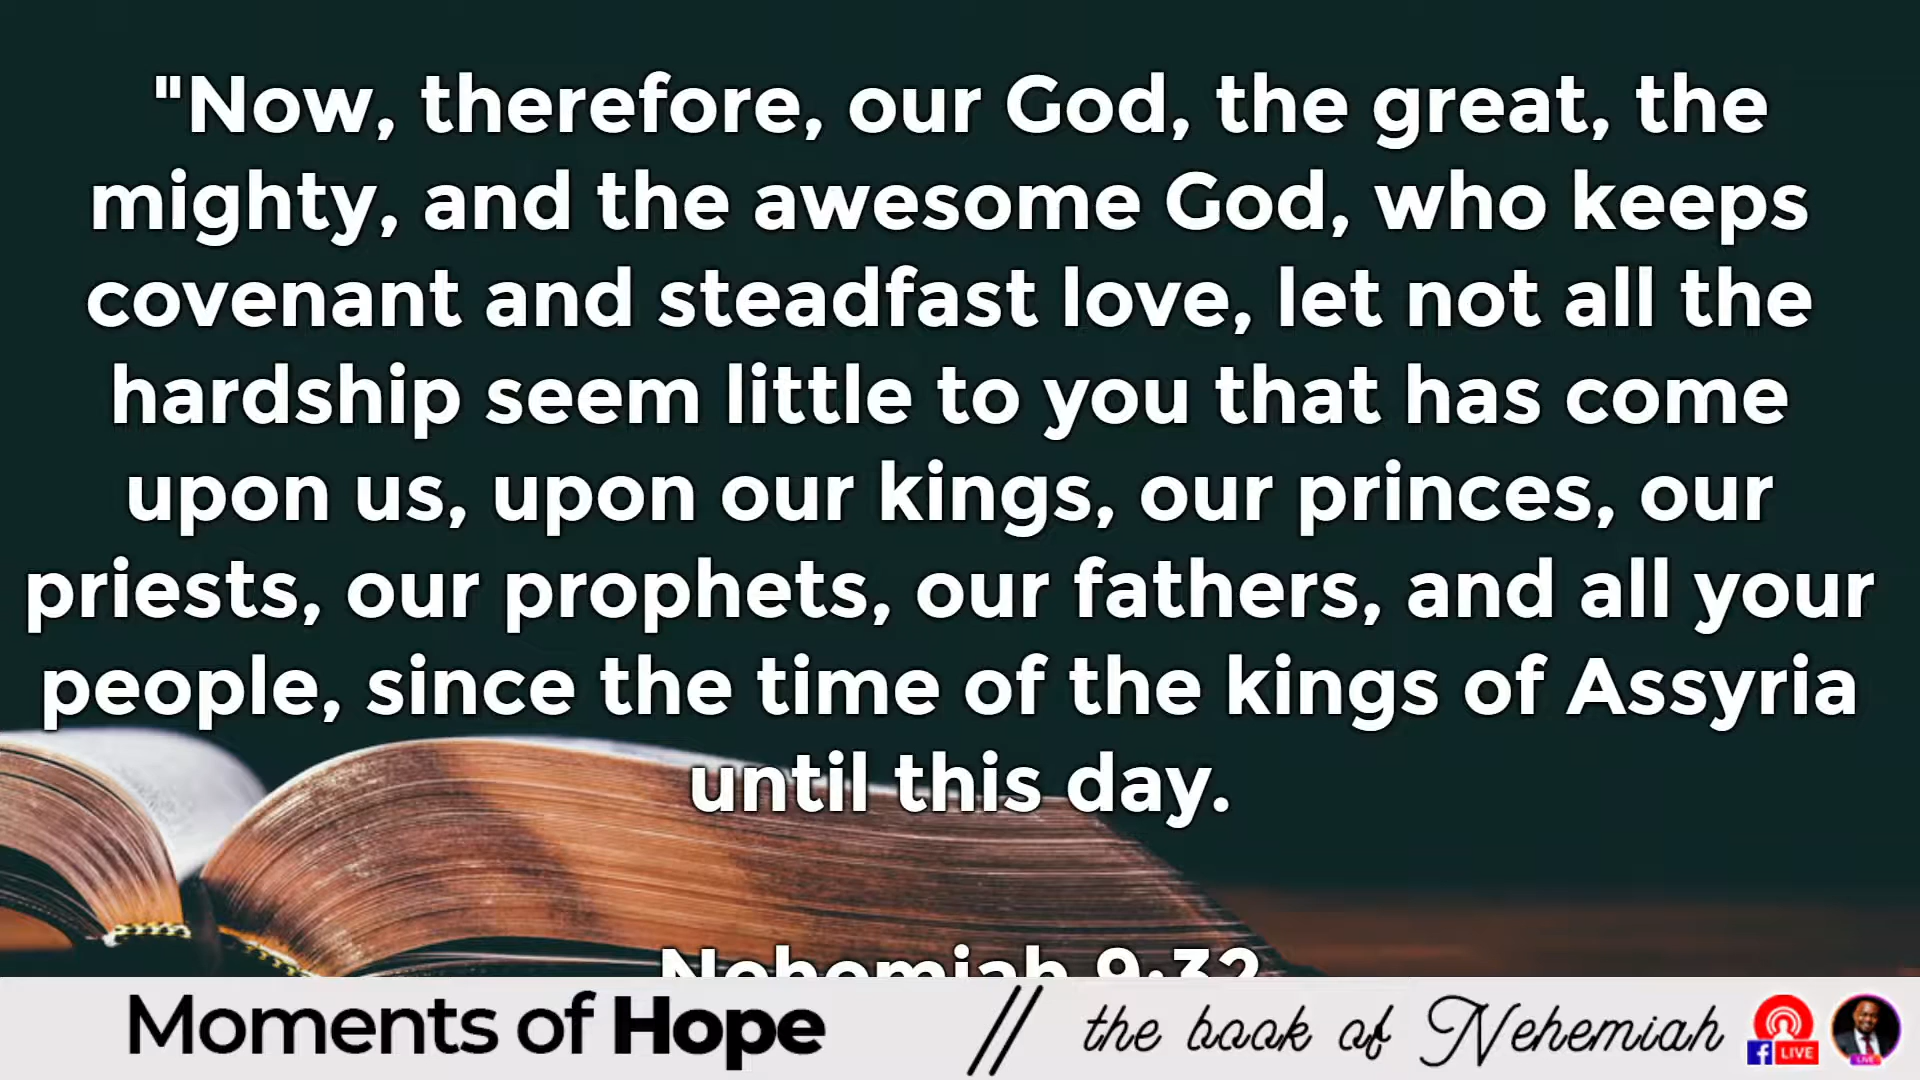 "Now, therefore, our God, the great, the
mighty, and the awesome God, who keeps
covenant and steadfast love, let not all the
hardship seem little to you that has come
upon us, upon our kings, our princes, our
priests, our prophets, our fathers, and all your
people, since the time of the kings of Assyria
until this day.
Nehemiah 9:32
Moments of Hope // the book of Nehemiah
LIVE
LIVE